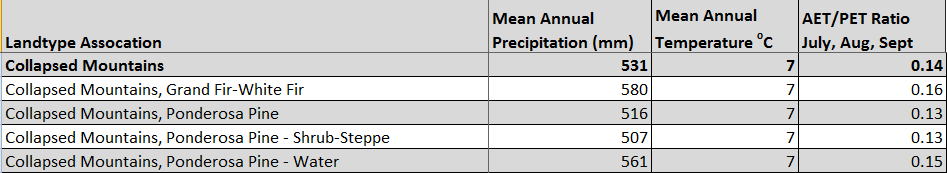 Landtype Assocation Mean Annual Precipitation (mm) Mean Annual Temperature °C AET/PET Ratio July, Aug, Sept
Collapsed Mountains 531 7 0.14
Collapsed Mountains, Grand Fir-White Fir 580 7 0.16
Collapsed Mountains, Ponderosa Pine 516 7 0.13
Collapsed Mountains, Ponderosa Pine - Shrub-Steppe 507 7 0.13
Collapsed Mountains, Ponderosa Pine - Water 561 7 0.15